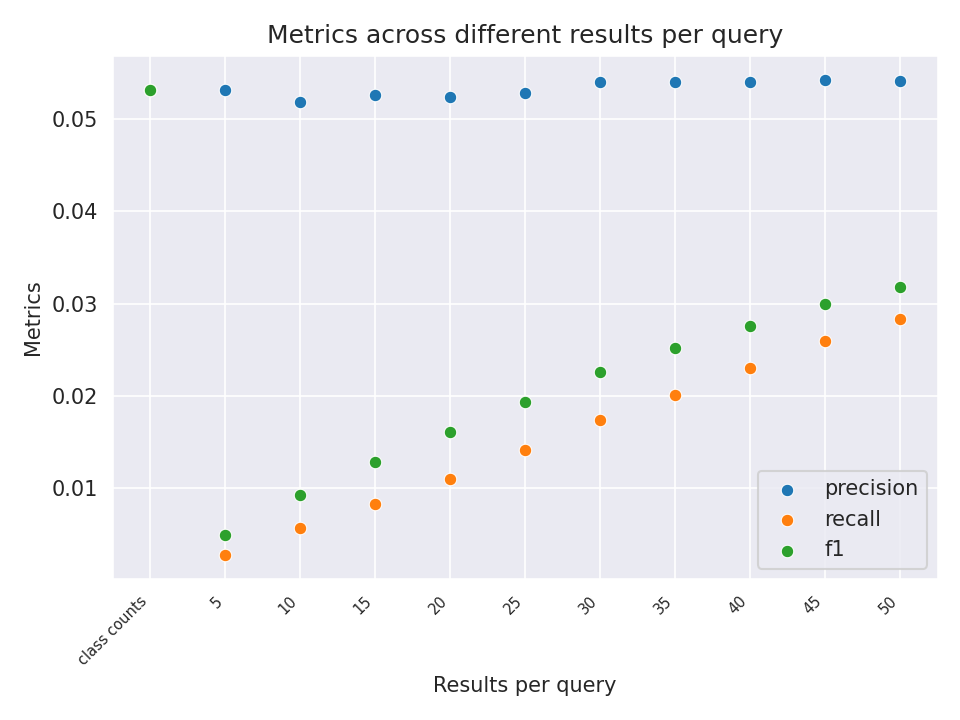 Metrics across different results per query
Metrics
0.05
0.04
0.03
0.02
0.01
precision
recall
f1
class counts
5
10
15
20
25
30
35
40
45
50
Results per query